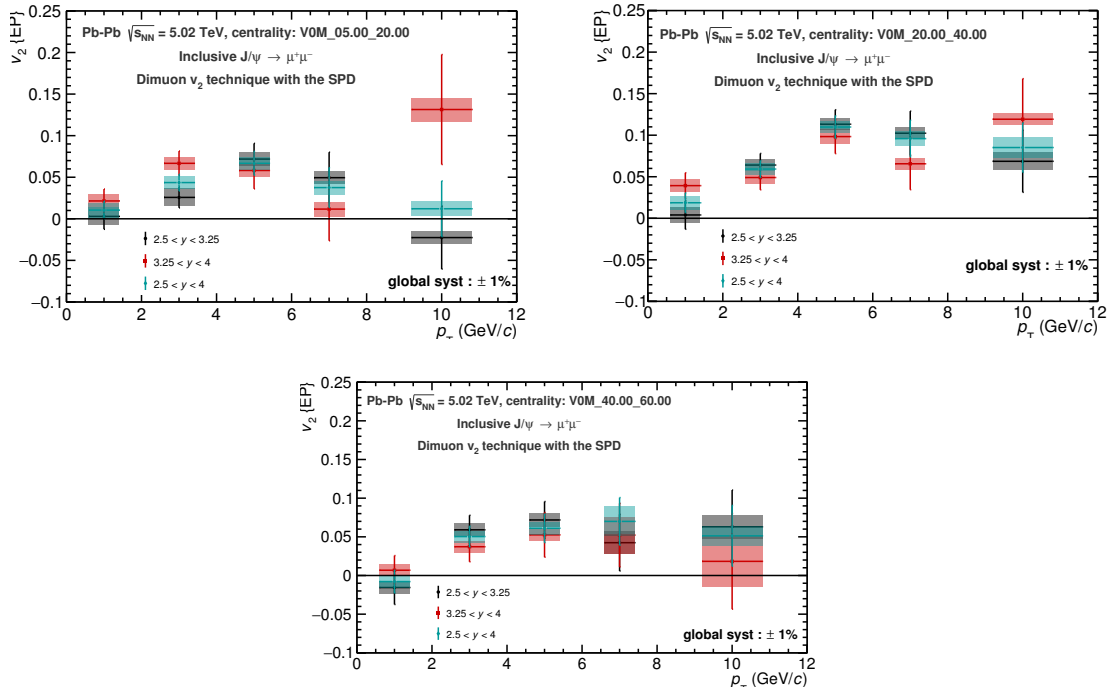 v₂ {EP}
0.25
0.2
0.15
0.1
0.05
0
−0.05
−0.1
Pb-Pb √sNN = 5.02 TeV, centrality: V0M_05.00_20.00
Inclusive J/ψ → μ⁺μ⁻
Dimuon v₂ technique with the SPD
2.5 < y < 3.25
3.25 < y < 4
2.5 < y < 4
global syst : ± 1%
0 2 4 6 8 10 12
p_T (GeV/c)
v₂ {EP}
0.25
0.2
0.15
0.1
0.05
0
−0.05
−0.1
Pb-Pb √sNN = 5.02 TeV, centrality: V0M_20.00_40.00
Inclusive J/ψ → μ⁺μ⁻
Dimuon v₂ technique with the SPD
2.5 < y < 3.25
3.25 < y < 4
2.5 < y < 4
global syst : ± 1%
0 2 4 6 8 10 12
p_T (GeV/c)
v₂ {EP}
0.25
0.2
0.15
0.1
0.05
0
−0.05
−0.1
Pb-Pb √sNN = 5.02 TeV, centrality: V0M_40.00_60.00
Inclusive J/ψ → μ⁺μ⁻
Dimuon v₂ technique with the SPD
2.5 < y < 3.25
3.25 < y < 4
2.5 < y < 4
global syst : ± 1%
0 2 4 6 8 10 12
p_T (GeV/c)